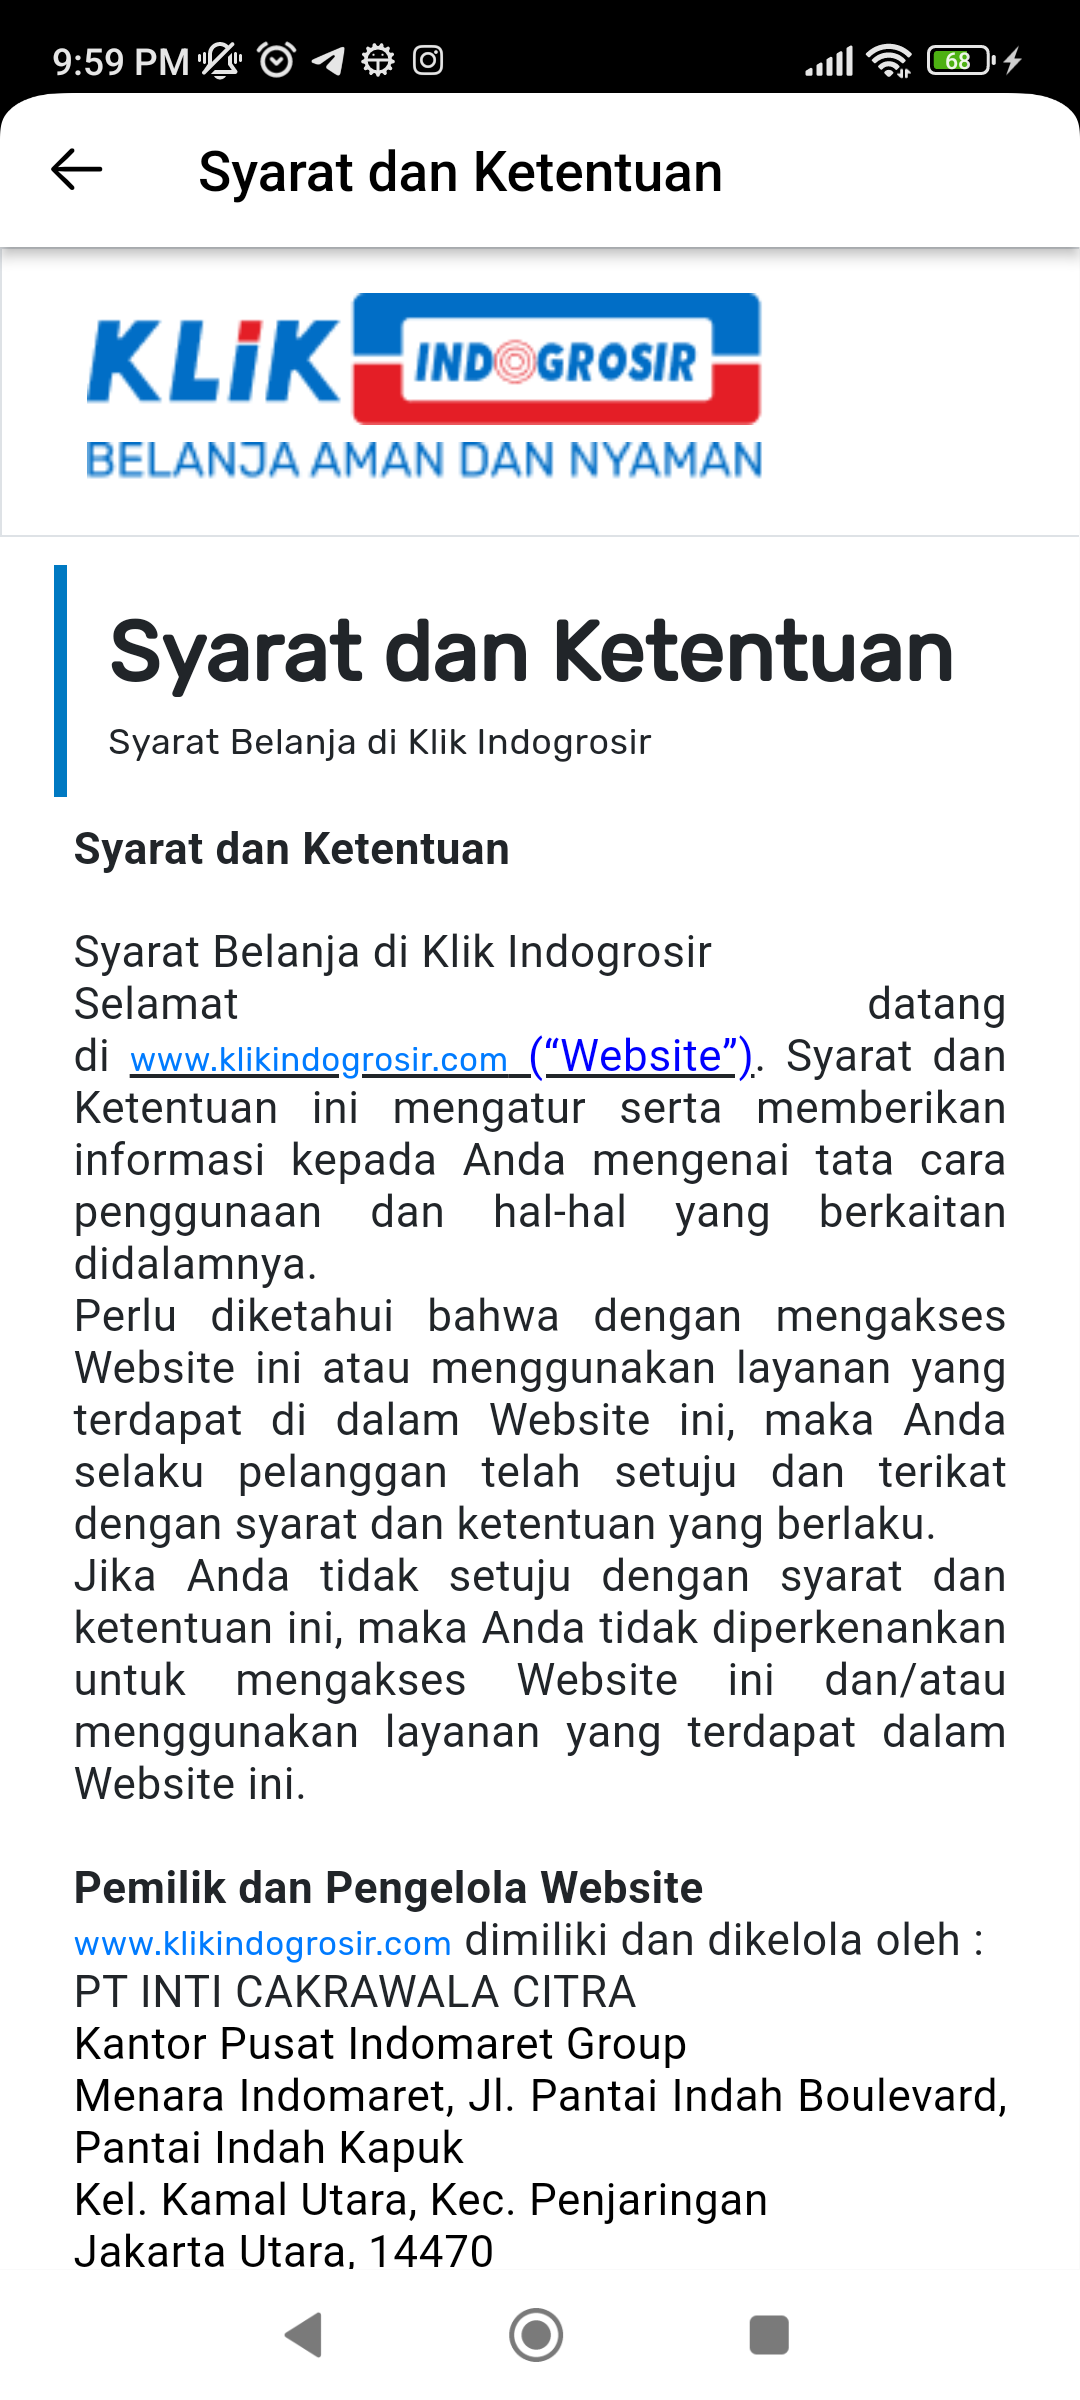 9:59 PM
68
Syarat dan Ketentuan
KLiK INDOGROSIR
BELANJA AMAN DAN NYAMAN
Syarat dan Ketentuan
Syarat Belanja di Klik Indogrosir
Syarat dan Ketentuan
Syarat Belanja di Klik Indogrosir
Selamat datang
di www.klikindogrosir.com (“Website”). Syarat dan
Ketentuan ini mengatur serta memberikan
informasi kepada Anda mengenai tata cara
penggunaan dan hal-hal yang berkaitan
didalamnya.
Perlu diketahui bahwa dengan mengakses
Website ini atau menggunakan layanan yang
terdapat di dalam Website ini, maka Anda
selaku pelanggan telah setuju dan terikat
dengan syarat dan ketentuan yang berlaku.
Jika Anda tidak setuju dengan syarat dan
ketentuan ini, maka Anda tidak diperkenankan
untuk mengakses Website ini dan/atau
menggunakan layanan yang terdapat dalam
Website ini.
Pemilik dan Pengelola Website
www.klikindogrosir.com dimiliki dan dikelola oleh :
PT INTI CAKRAWALA CITRA
Kantor Pusat Indomaret Group
Menara Indomaret, Jl. Pantai Indah Boulevard,
Pantai Indah Kapuk
Kel. Kamal Utara, Kec. Penjaringan
Jakarta Utara, 14470